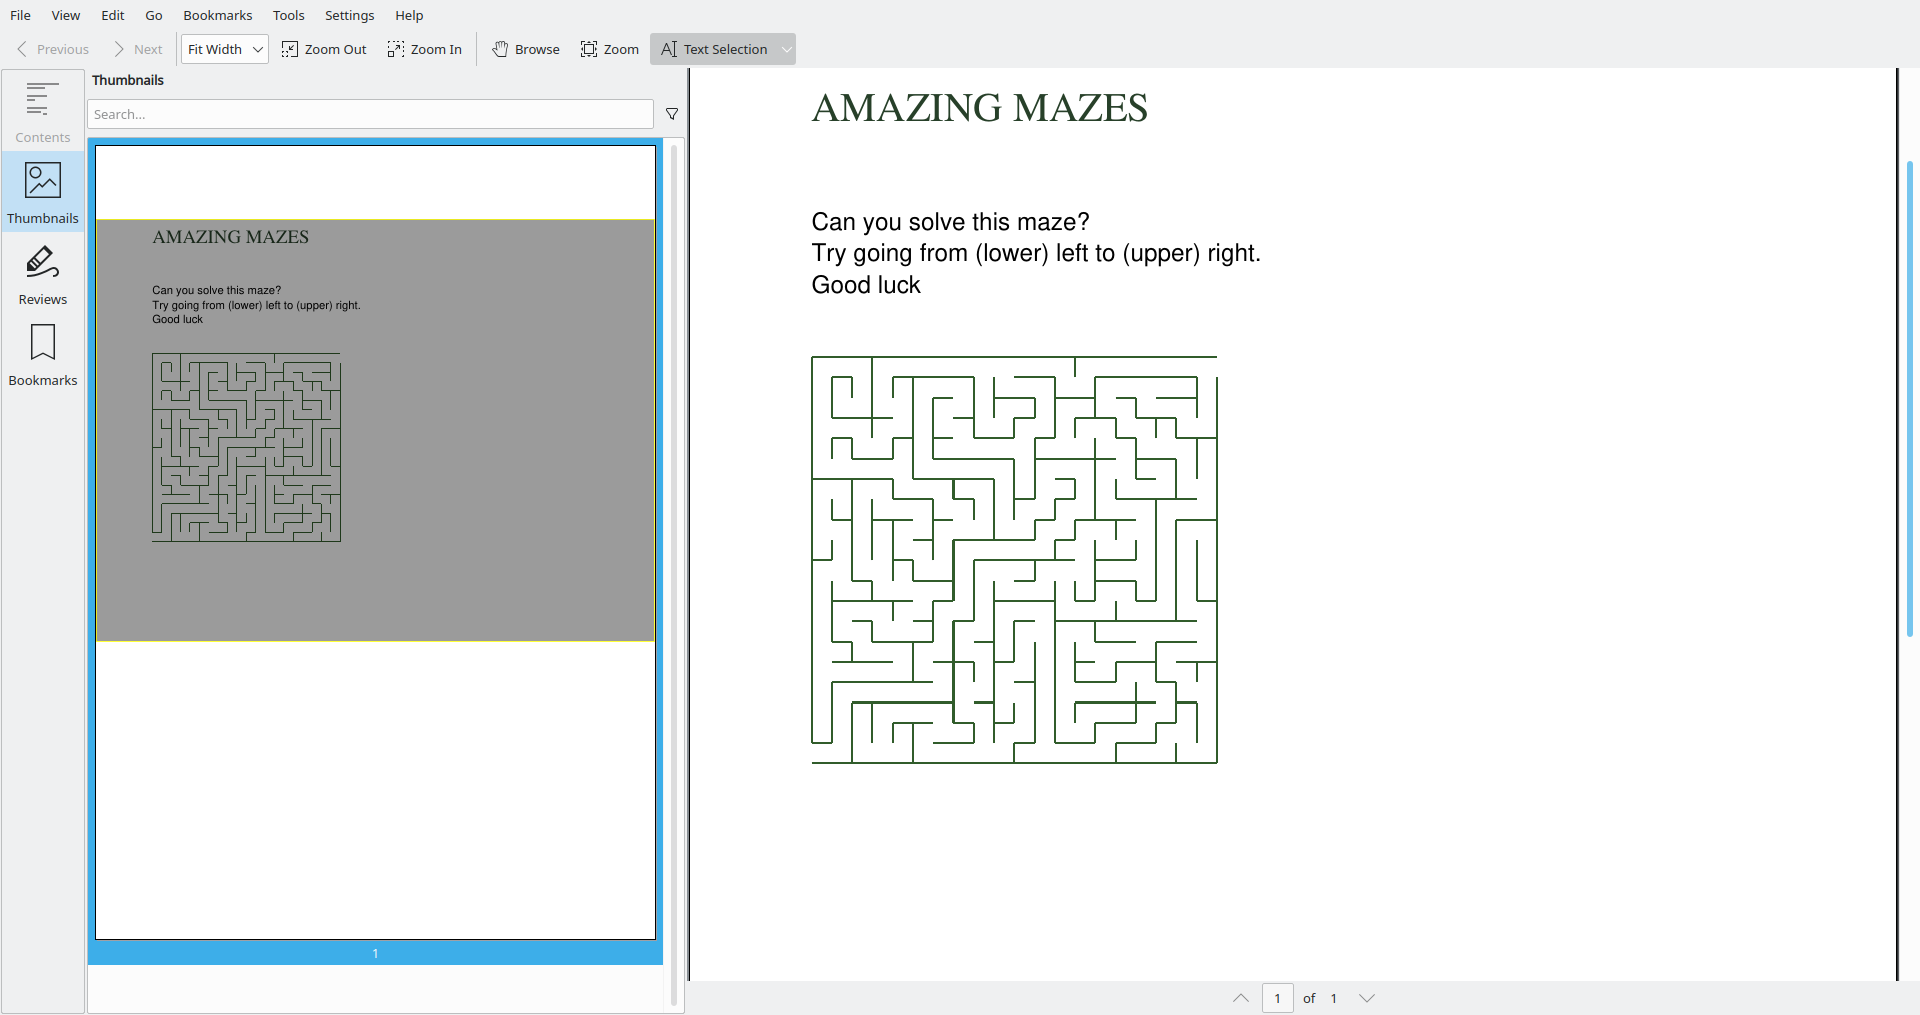 File View Edit Go Bookmarks Tools Settings Help
Previous Next Fit Width Zoom Out Zoom In Browse Zoom Text Selection
Thumbnails
Search...
Contents
Thumbnails
Reviews
Bookmarks
AMAZING MAZES
Can you solve this maze?
Try going from (lower) left to (upper) right.
Good luck
1
AMAZING MAZES
Can you solve this maze?
Try going from (lower) left to (upper) right.
Good luck
1 of 1